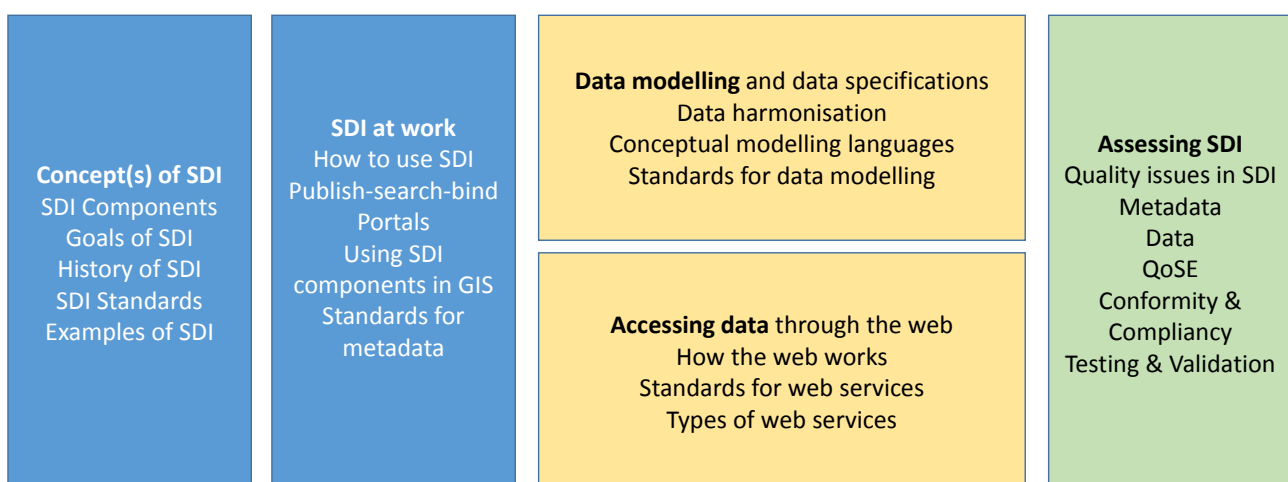 Concept(s) of SDI
SDI Components
Goals of SDI
History of SDI
SDI Standards
Examples of SDI
SDI at work
How to use SDI
Publish-search-bind
Portals
Using SDI
components in GIS
Standards for
metadata
Data modelling and data specifications
Data harmonisation
Conceptual modelling languages
Standards for data modelling
Accessing data through the web
How the web works
Standards for web services
Types of web services
Assessing SDI
Quality issues in SDI
Metadata
Data
QoSE
Conformity &
Compliancy
Testing & Validation